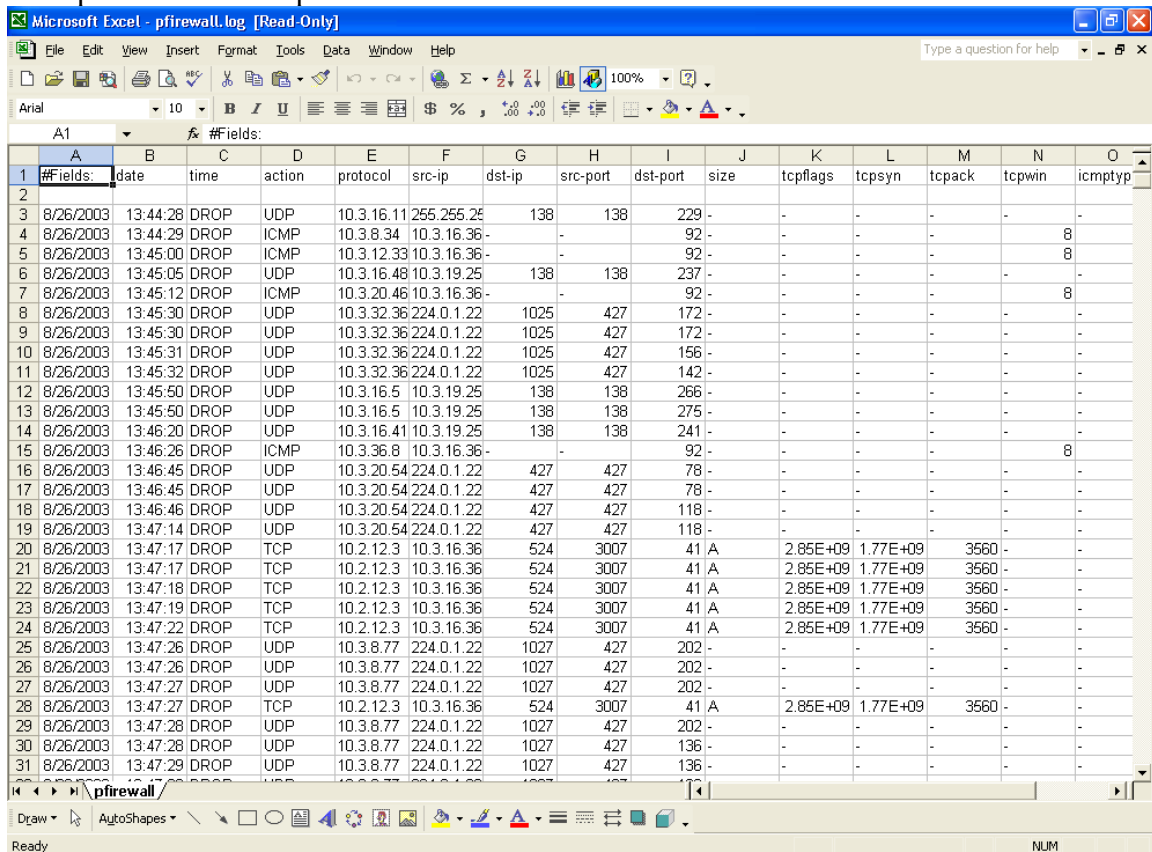 Microsoft Excel - pfirewall.log [Read-Only]
File Edit View Insert Format Tools Data Window Help Type a question for help
100%
Arial 10 B I U $ % ,
A1 fx #Fields:
A B C D E F G H I J K L M N O
1 #Fields: date time action protocol src-ip dst-ip src-port dst-port size tcpflags tcpsyn tcpack tcpwin icmptyp
2
3 8/26/2003 13:44:28 DROP UDP 10.3.16.11 255.255.25 138 138 229 - - - - - -
4 8/26/2003 13:44:29 DROP ICMP 10.3.8.34 10.3.16.36 - - 92 - - - - 8
5 8/26/2003 13:45:00 DROP ICMP 10.3.12.33 10.3.16.36 - - 92 - - - - 8
6 8/26/2003 13:45:05 DROP UDP 10.3.16.48 10.3.19.25 138 138 237 - - - - - -
7 8/26/2003 13:45:12 DROP ICMP 10.3.20.46 10.3.16.36 - - 92 - - - - 8
8 8/26/2003 13:45:30 DROP UDP 10.3.32.36 224.0.1.22 1025 427 172 - - - - - -
9 8/26/2003 13:45:30 DROP UDP 10.3.32.36 224.0.1.22 1025 427 172 - - - - - -
10 8/26/2003 13:45:31 DROP UDP 10.3.32.36 224.0.1.22 1025 427 156 - - - - - -
11 8/26/2003 13:45:32 DROP UDP 10.3.32.36 224.0.1.22 1025 427 142 - - - - - -
12 8/26/2003 13:45:50 DROP UDP 10.3.16.5 10.3.19.25 138 138 266 - - - - - -
13 8/26/2003 13:45:50 DROP UDP 10.3.16.5 10.3.19.25 138 138 275 - - - - - -
14 8/26/2003 13:46:20 DROP UDP 10.3.16.41 10.3.19.25 138 138 241 - - - - - -
15 8/26/2003 13:46:26 DROP ICMP 10.3.36.8 10.3.16.36 - - 92 - - - - 8
16 8/26/2003 13:46:45 DROP UDP 10.3.20.54 224.0.1.22 427 427 78 - - - - - -
17 8/26/2003 13:46:45 DROP UDP 10.3.20.54 224.0.1.22 427 427 78 - - - - - -
18 8/26/2003 13:46:46 DROP UDP 10.3.20.54 224.0.1.22 427 427 118 - - - - - -
19 8/26/2003 13:47:14 DROP UDP 10.3.20.54 224.0.1.22 427 427 118 - - - - - -
20 8/26/2003 13:47:17 DROP TCP 10.2.12.3 10.3.16.36 524 3007 41 A 2.85E+09 1.77E+09 3560 - -
21 8/26/2003 13:47:17 DROP TCP 10.2.12.3 10.3.16.36 524 3007 41 A 2.85E+09 1.77E+09 3560 - -
22 8/26/2003 13:47:18 DROP TCP 10.2.12.3 10.3.16.36 524 3007 41 A 2.85E+09 1.77E+09 3560 - -
23 8/26/2003 13:47:19 DROP TCP 10.2.12.3 10.3.16.36 524 3007 41 A 2.85E+09 1.77E+09 3560 - -
24 8/26/2003 13:47:22 DROP TCP 10.2.12.3 10.3.16.36 524 3007 41 A 2.85E+09 1.77E+09 3560 - -
25 8/26/2003 13:47:26 DROP UDP 10.3.8.77 224.0.1.22 1027 427 202 - - - - - -
26 8/26/2003 13:47:26 DROP UDP 10.3.8.77 224.0.1.22 1027 427 202 - - - - - -
27 8/26/2003 13:47:27 DROP UDP 10.3.8.77 224.0.1.22 1027 427 202 - - - - - -
28 8/26/2003 13:47:27 DROP TCP 10.2.12.3 10.3.16.36 524 3007 41 A 2.85E+09 1.77E+09 3560 - -
29 8/26/2003 13:47:28 DROP UDP 10.3.8.77 224.0.1.22 1027 427 202 - - - - - -
30 8/26/2003 13:47:28 DROP UDP 10.3.8.77 224.0.1.22 1027 427 136 - - - - - -
31 8/26/2003 13:47:29 DROP UDP 10.3.8.77 224.0.1.22 1027 427 136 - - - - - -
pfirewall
Draw AutoShapes
Ready NUM